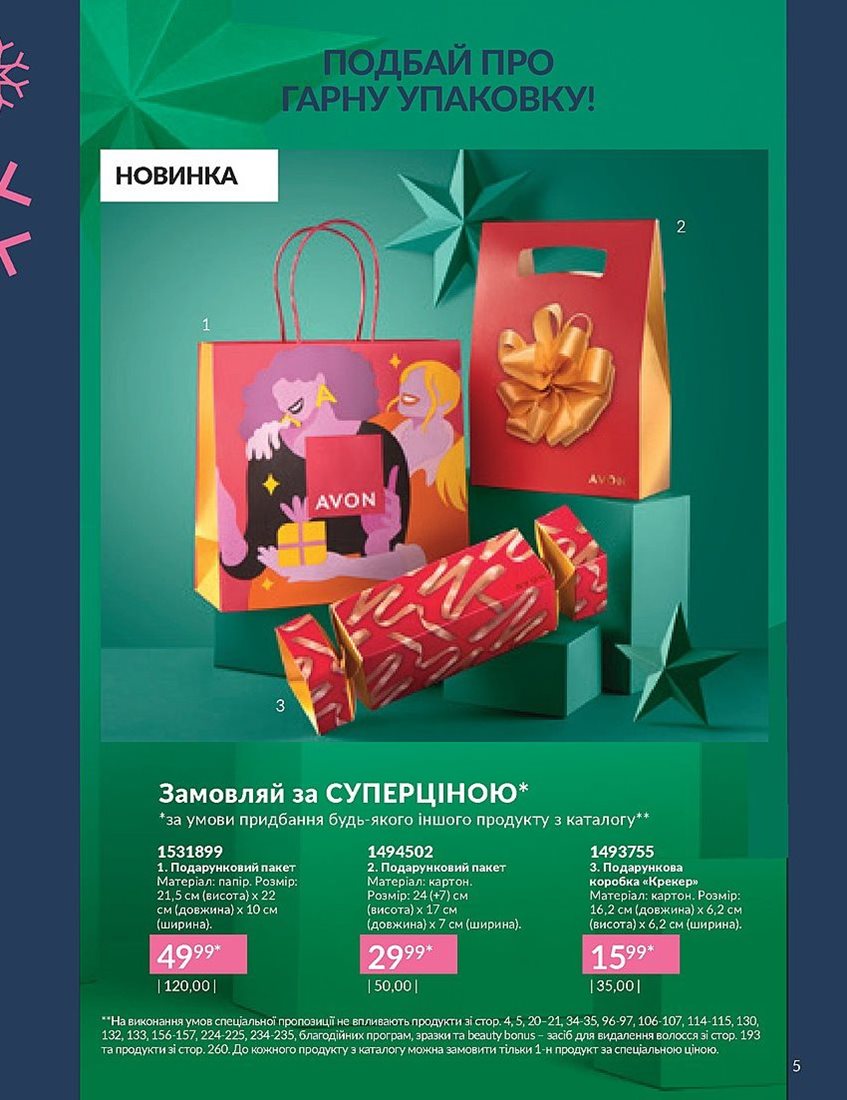 ПОДБАЙ ПРО
ГАРНУ УПАКОВКУ!
НОВИНКА
2
1
AVON
AVON
3
Замовляй за СУПЕРЦІНОЮ*
*за умови придбання будь-якого іншого продукту з каталогу**
1531899
1. Подарунковий пакет
Матеріал: папір. Розмір:
21,5 см (висота) x 22
см (довжина) x 10 см
(ширина).
49⁹⁹*
|120,00|
1494502
2. Подарунковий пакет
Матеріал: картон.
Розмір: 24 (+7) см
(висота) x 17 см
(довжина) x 7 см (ширина).
29⁹⁹*
|50,00|
1493755
3. Подарункова
коробка «Крекер»
Матеріал: картон. Розмір:
16,2 см (довжина) x 6,2 см
(висота) x 6,2 см (ширина).
15⁹⁹*
|35,00|
**На виконання умов спеціальної пропозиції не впливають продукти зі стор. 4, 5, 20–21, 34-35, 96-97, 106-107, 114-115, 130,
132, 133, 156-157, 224-225, 234-235, благодійних програм, зразки та beauty bonus – засіб для видалення волосся зі стор. 193
та продукти зі стор. 260. До кожного продукту з каталогу можна замовити тільки 1-н продукт за спеціальною ціною.
5